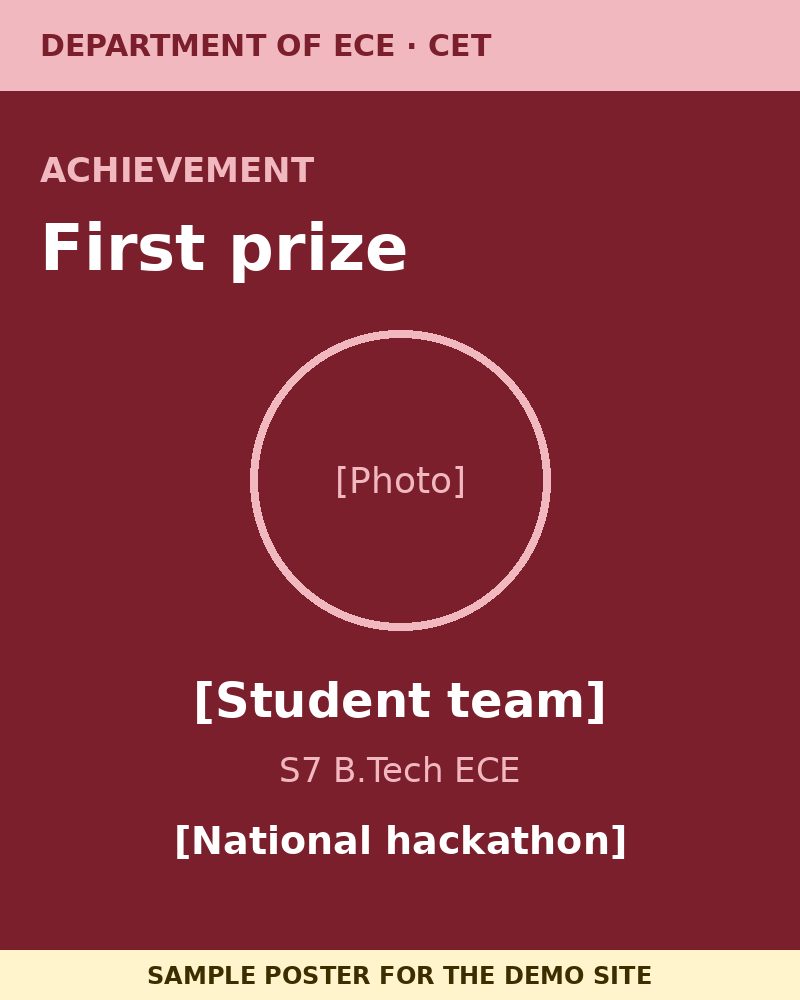 DEPARTMENT OF ECE · CET
ACHIEVEMENT
First prize
[Photo]
[Student team]
S7 B.Tech ECE
[National hackathon]
SAMPLE POSTER FOR THE DEMO SITE